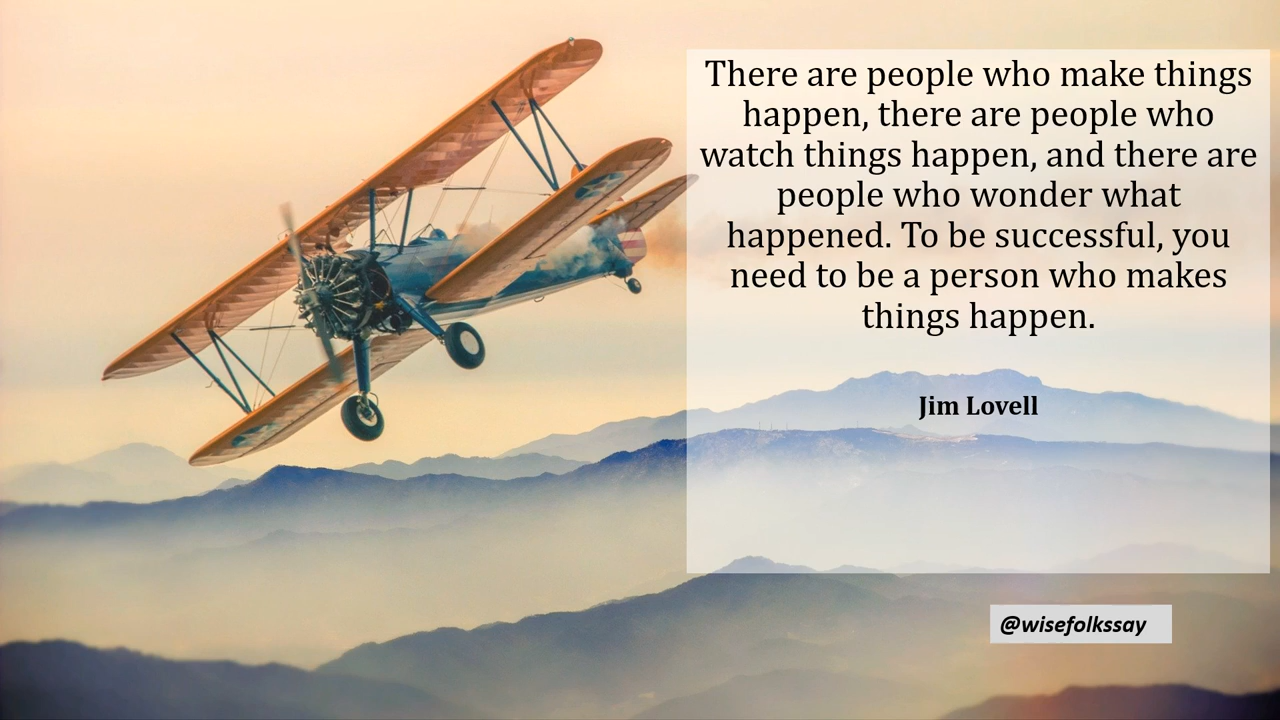 There are people who make things
happen, there are people who
watch things happen, and there are
people who wonder what
happened. To be successful, you
need to be a person who makes
things happen.
Jim Lovell
@wisefolkssay